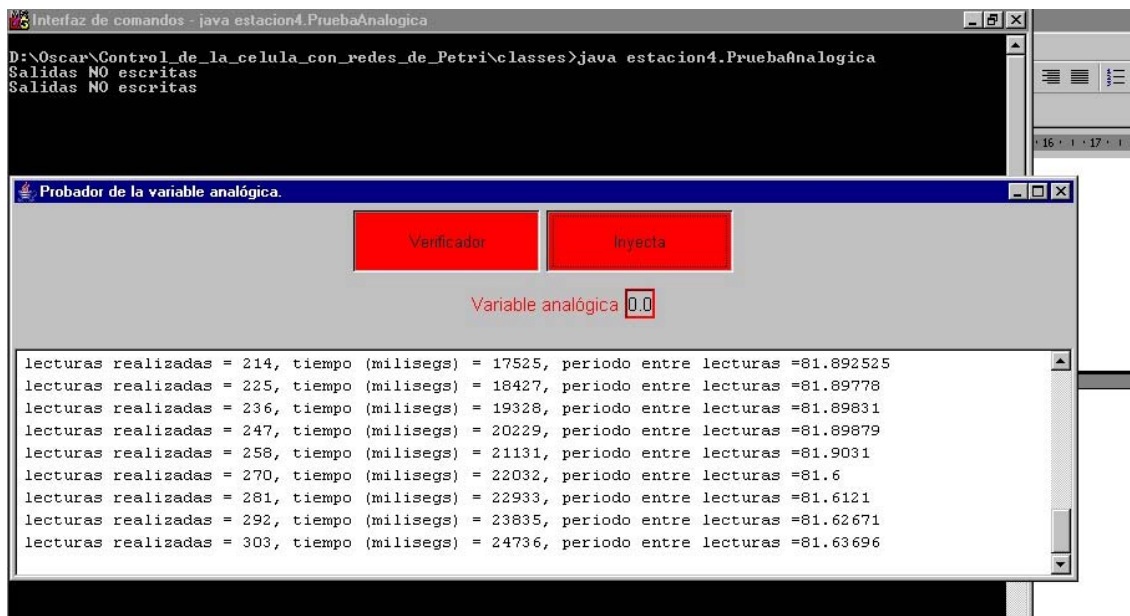 Interfaz de comandos - java estacion4.PruebaAnalogica
D:\Oscar\Control_de_la_celula_con_redes_de_Petri\classes>java estacion4.PruebaAnalogica
Salidas NO escritas
Salidas NO escritas
· 16 · ı · 17 · ı
Probador de la variable analógica.
Verificador
Inyecta
Variable analógica 0.0
lecturas realizadas = 214, tiempo (milisegs) = 17525, periodo entre lecturas =81.892525
lecturas realizadas = 225, tiempo (milisegs) = 18427, periodo entre lecturas =81.89778
lecturas realizadas = 236, tiempo (milisegs) = 19328, periodo entre lecturas =81.89831
lecturas realizadas = 247, tiempo (milisegs) = 20229, periodo entre lecturas =81.89879
lecturas realizadas = 258, tiempo (milisegs) = 21131, periodo entre lecturas =81.9031
lecturas realizadas = 270, tiempo (milisegs) = 22032, periodo entre lecturas =81.6
lecturas realizadas = 281, tiempo (milisegs) = 22933, periodo entre lecturas =81.6121
lecturas realizadas = 292, tiempo (milisegs) = 23835, periodo entre lecturas =81.62671
lecturas realizadas = 303, tiempo (milisegs) = 24736, periodo entre lecturas =81.63696